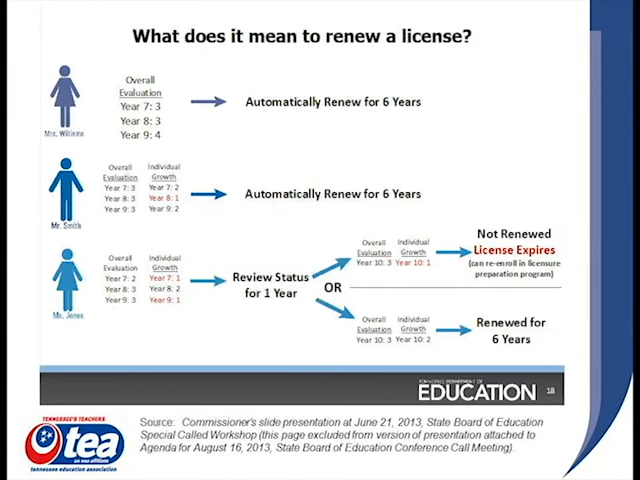 What does it mean to renew a license?
Overall
Evaluation
Year 7: 3
Year 8: 3
Year 9: 4
Automatically Renew for 6 Years
Mrs. Williams
Overall Individual
Evaluation Growth
Year 7: 3 Year 7: 2
Year 8: 3 Year 8: 1
Year 9: 3 Year 9: 2
Automatically Renew for 6 Years
Mr. Smith
Overall Individual
Evaluation Growth
Year 7: 2 Year 7: 1
Year 8: 3 Year 8: 2
Year 9: 3 Year 9: 1
Ms. Jones
Review Status
for 1 Year
Overall Individual
Evaluation Growth
Year 10: 3 Year 10: 1
Not Renewed
License Expires
(can re-enroll in licensure
preparation program)
OR
Overall Individual
Evaluation Growth
Year 10: 3 Year 10: 2
Renewed for
6 Years
TENNESSEE DEPARTMENT OF
EDUCATION
18
TENNESSEE'S TEACHERS
tea
an nea affiliate
tennessee education association
Source: Commissioner's slide presentation at June 21, 2013, State Board of Education
Special Called Workshop (this page excluded from version of presentation attached to
Agenda for August 16, 2013, State Board of Education Conference Call Meeting).